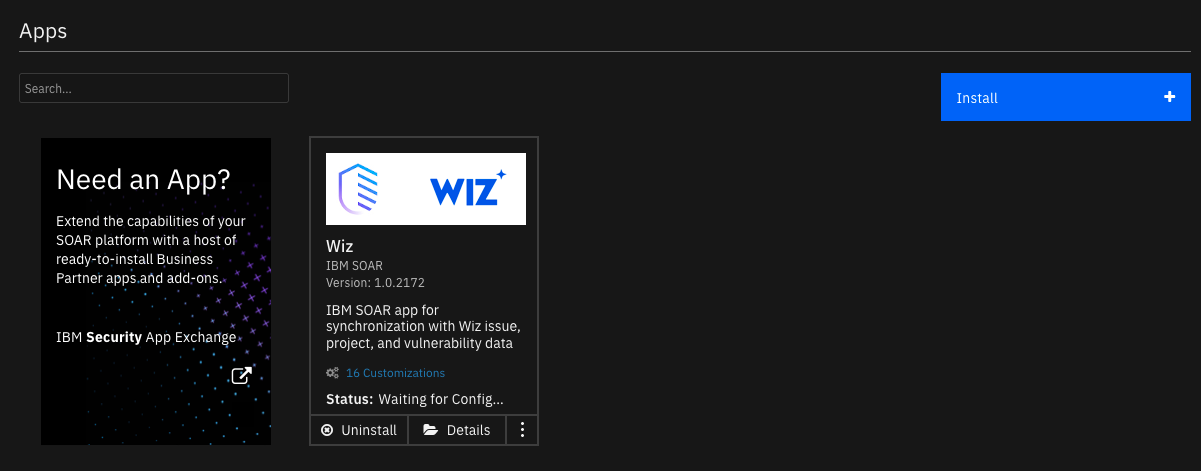 Apps
Search...
Install
Need an App?
Extend the capabilities of your
SOAR platform with a host of
ready-to-install Business
Partner apps and add-ons.
IBM Security App Exchange
WIZ
Wiz
IBM SOAR
Version: 1.0.2172
IBM SOAR app for
synchronization with Wiz issue,
project, and vulnerability data
16 Customizations
Status: Waiting for Config...
Uninstall
Details